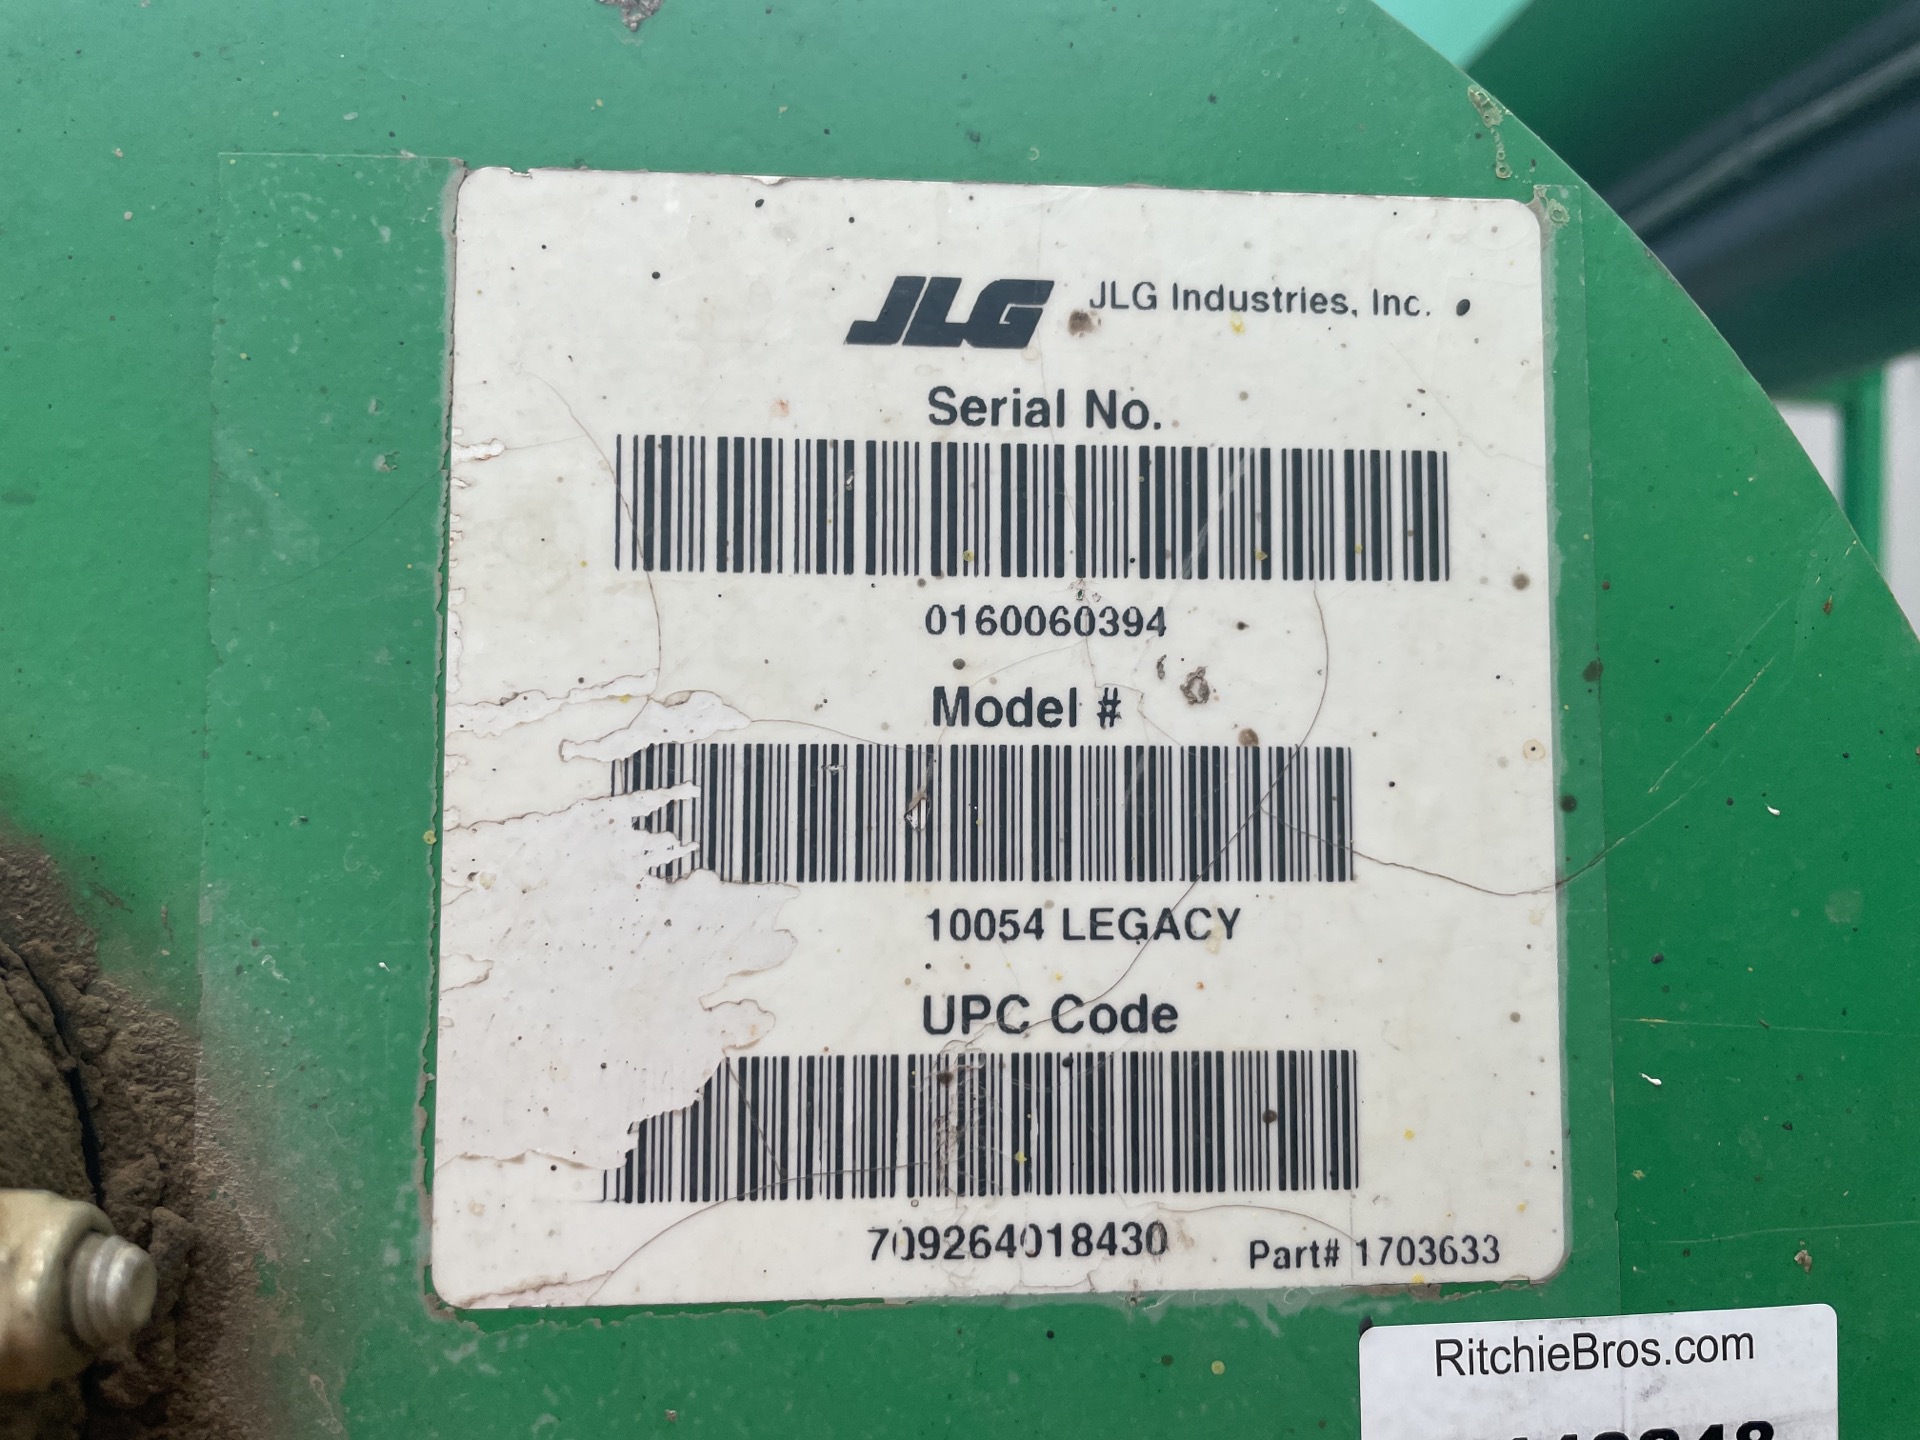 JLG JLG Industries, Inc.
Serial No.
0160060394
Model #
10054 LEGACY
UPC Code
709264018430
Part# 1703633
RitchieBros.com